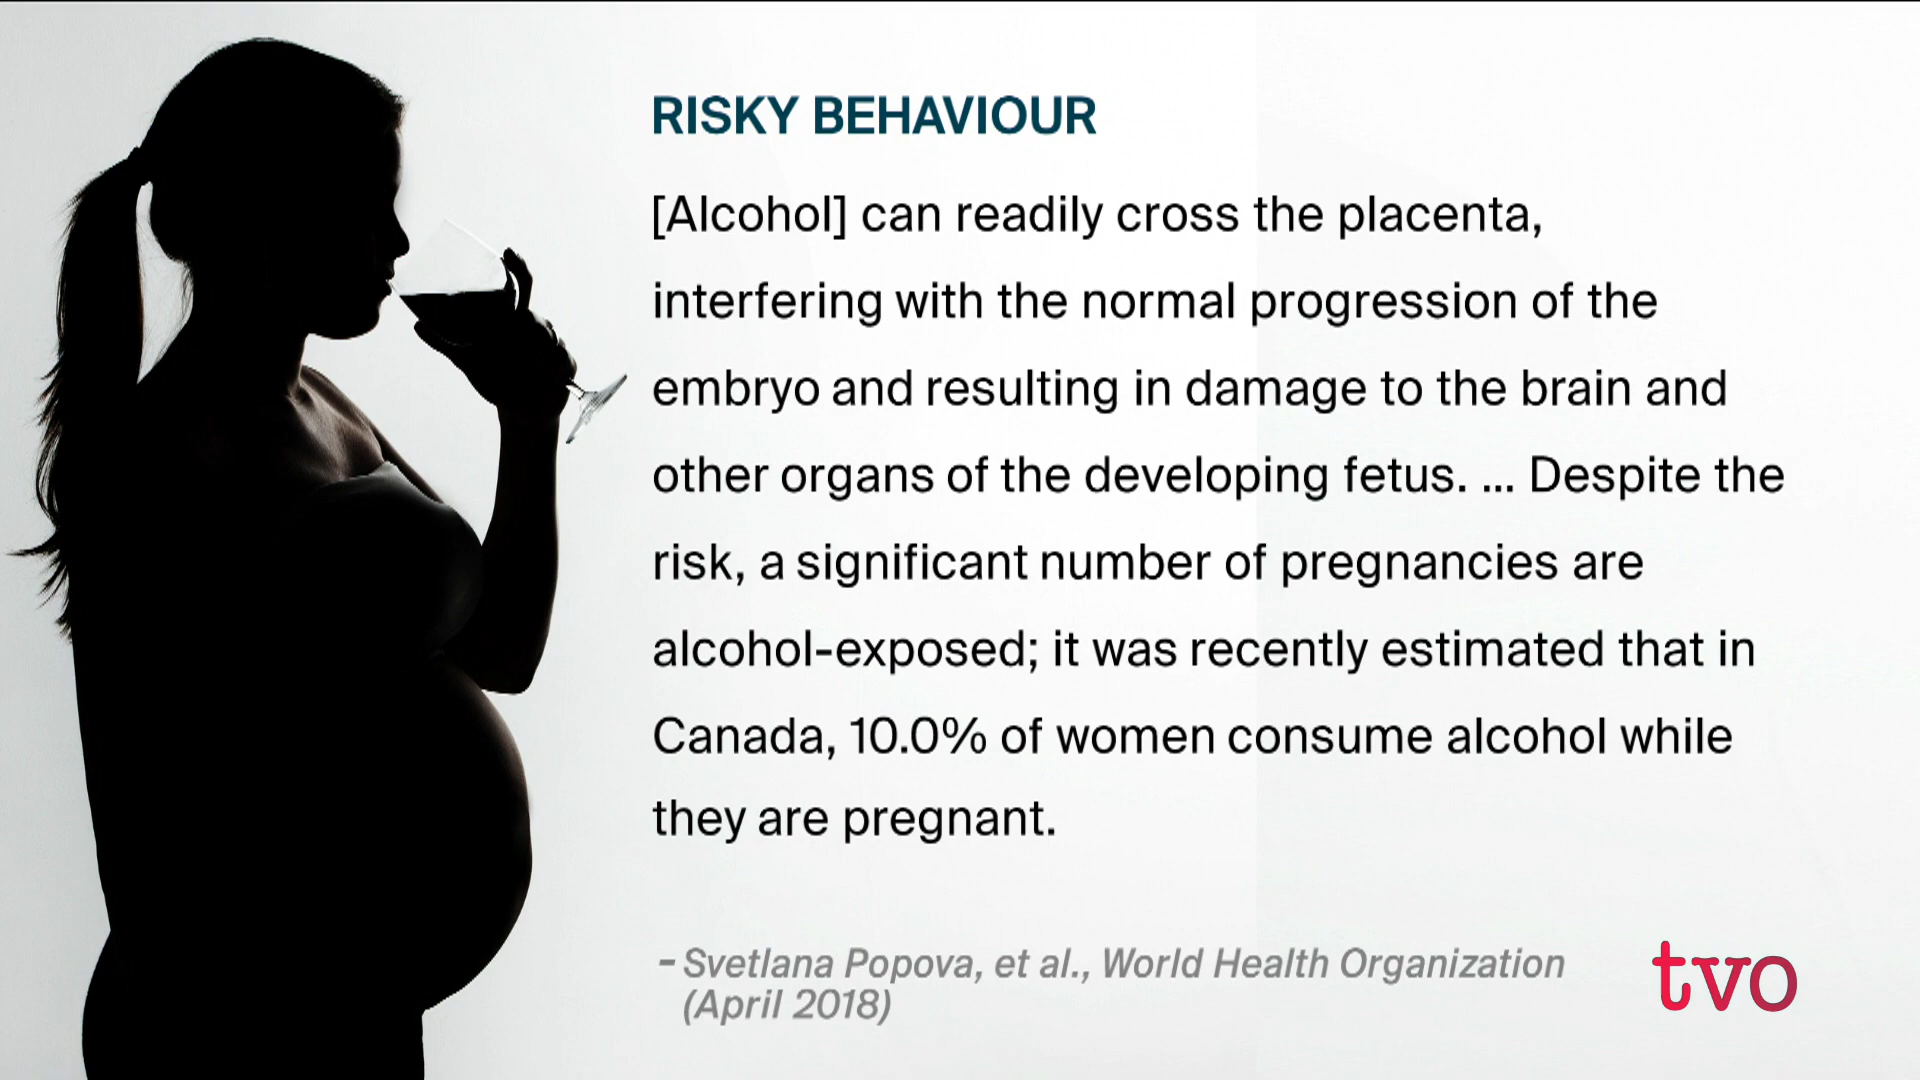 RISKY BEHAVIOUR
[Alcohol] can readily cross the placenta,
interfering with the normal progression of the
embryo and resulting in damage to the brain and
other organs of the developing fetus. ... Despite the
risk, a significant number of pregnancies are
alcohol-exposed; it was recently estimated that in
Canada, 10.0% of women consume alcohol while
they are pregnant.
- Svetlana Popova, et al., World Health Organization
(April 2018)
tvo